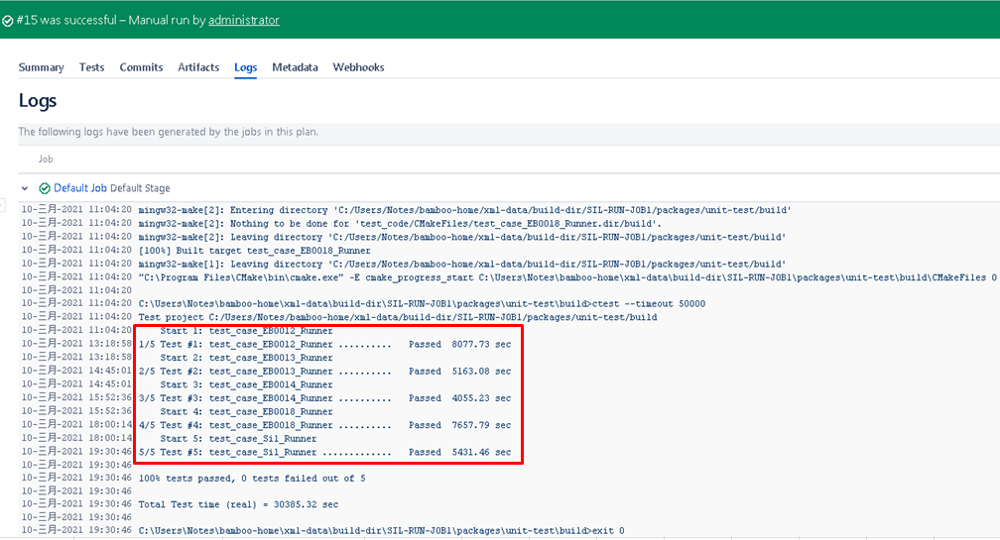 #15 was successful – Manual run by administrator
Summary Tests Commits Artifacts Logs Metadata Webhooks
Logs
The following logs have been generated by the jobs in this plan.
Job
Default Job Default Stage
10-三月-2021 11:04:20 mingw32-make[2]: Entering directory 'C:/Users/Notes/bamboo-home/xml-data/build-dir/SIL-RUN-JOB1/packages/unit-test/build'
10-三月-2021 11:04:20 mingw32-make[2]: Nothing to be done for 'test_code/CMakeFiles/test_case_EB0018_Runner.dir/build'.
10-三月-2021 11:04:20 mingw32-make[2]: Leaving directory 'C:/Users/Notes/bamboo-home/xml-data/build-dir/SIL-RUN-JOB1/packages/unit-test/build'
10-三月-2021 11:04:20 [100%] Built target test_case_EB0018_Runner
10-三月-2021 11:04:20 mingw32-make[1]: Leaving directory 'C:/Users/Notes/bamboo-home/xml-data/build-dir/SIL-RUN-JOB1/packages/unit-test/build'
10-三月-2021 11:04:20 "C:\Program Files\CMake\bin\cmake.exe" -E cmake_progress_start C:\Users\Notes\bamboo-home\xml-data\build-dir\SIL-RUN-JOB1\packages\unit-test\build\CMakeFiles 0
10-三月-2021 11:04:20
10-三月-2021 11:04:20 C:\Users\Notes\bamboo-home\xml-data\build-dir\SIL-RUN-JOB1\packages\unit-test\build>ctest --timeout 50000
10-三月-2021 11:04:20 Test project C:/Users/Notes/bamboo-home/xml-data/build-dir/SIL-RUN-JOB1/packages/unit-test/build
10-三月-2021 11:04:20 Start 1: test_case_EB0012_Runner
10-三月-2021 13:18:58 1/5 Test #1: test_case_EB0012_Runner .......... Passed 8077.73 sec
10-三月-2021 13:18:58 Start 2: test_case_EB0013_Runner
10-三月-2021 14:45:01 2/5 Test #2: test_case_EB0013_Runner .......... Passed 5163.08 sec
10-三月-2021 14:45:01 Start 3: test_case_EB0014_Runner
10-三月-2021 15:52:36 3/5 Test #3: test_case_EB0014_Runner .......... Passed 4055.23 sec
10-三月-2021 15:52:36 Start 4: test_case_EB0018_Runner
10-三月-2021 18:00:14 4/5 Test #4: test_case_EB0018_Runner .......... Passed 7657.79 sec
10-三月-2021 18:00:14 Start 5: test_case_Sil_Runner
10-三月-2021 19:30:46 5/5 Test #5: test_case_Sil_Runner ............. Passed 5431.46 sec
10-三月-2021 19:30:46
10-三月-2021 19:30:46 100% tests passed, 0 tests failed out of 5
10-三月-2021 19:30:46
10-三月-2021 19:30:46 Total Test time (real) = 30385.32 sec
10-三月-2021 19:30:46
10-三月-2021 19:30:46 C:\Users\Notes\bamboo-home\xml-data\build-dir\SIL-RUN-JOB1\packages\unit-test\build>exit 0